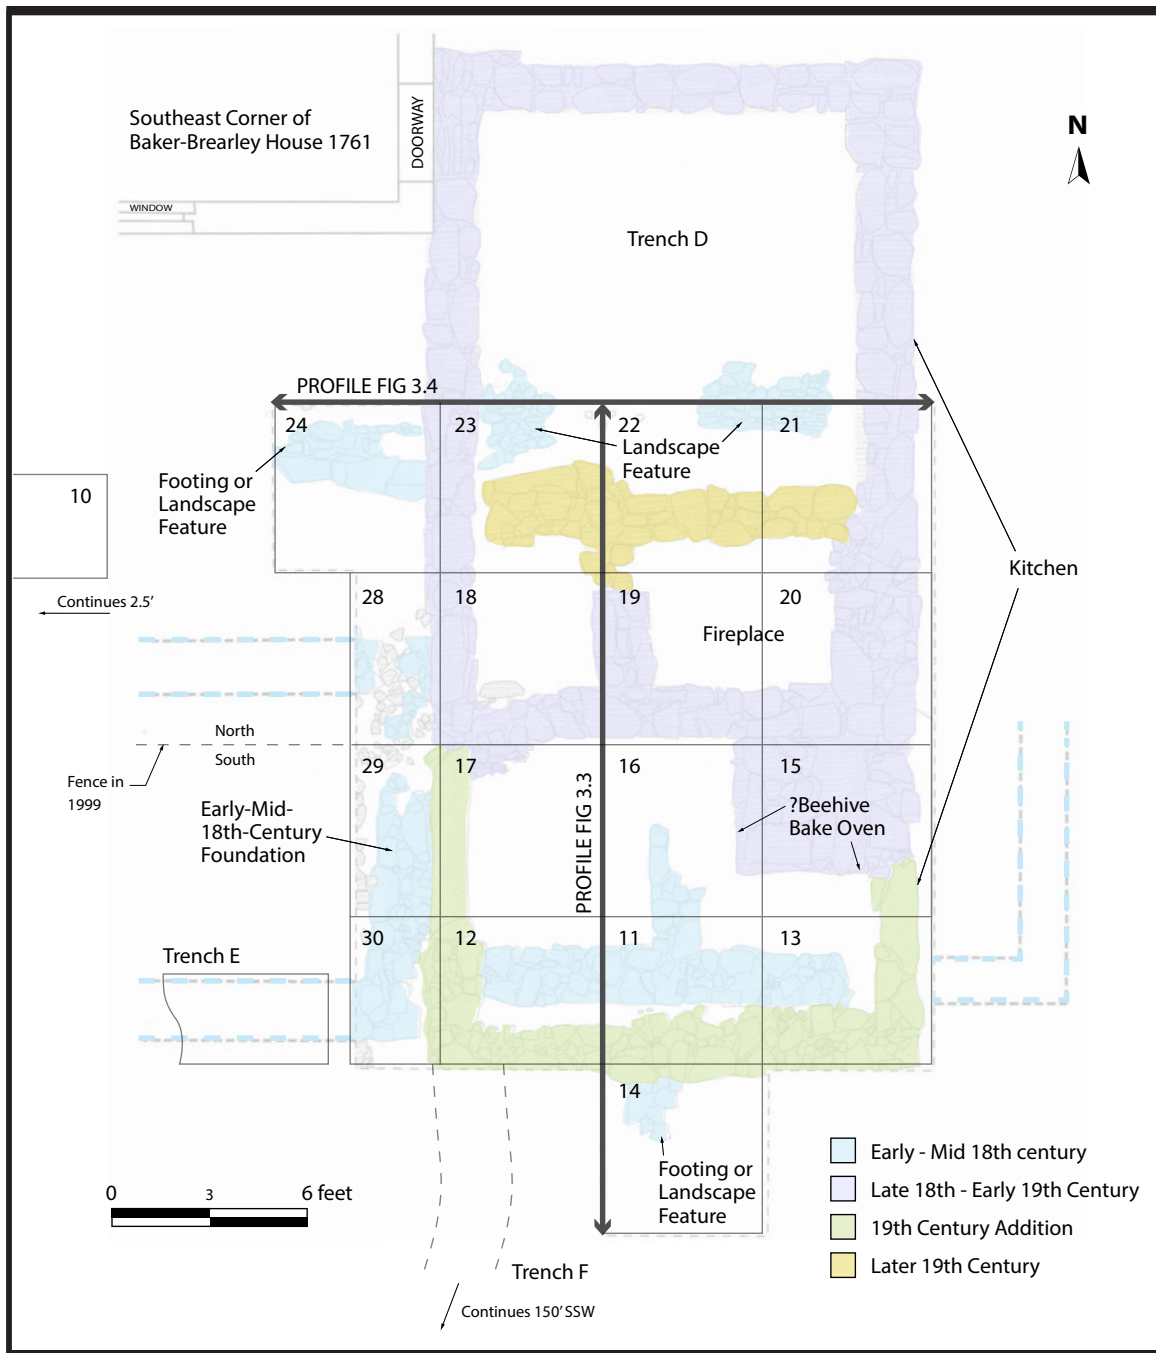 Southeast Corner of
Baker-Brearley House 1761
DOORWAY
WINDOW
N
Trench D
PROFILE FIG 3.4
24
23
22
21
Landscape
Feature
Footing or
Landscape
Feature
10
Continues 2.5'
Kitchen
28
18
19
20
Fireplace
North
South
Fence in
1999
29
17
16
15
?Beehive
Bake Oven
Early-Mid-
18th-Century
Foundation
PROFILE FIG 3.3
30
12
11
13
Trench E
14
Footing or
Landscape
Feature
0 3 6 feet
Trench F
Continues 150' SSW
Early - Mid 18th century
Late 18th - Early 19th Century
19th Century Addition
Later 19th Century